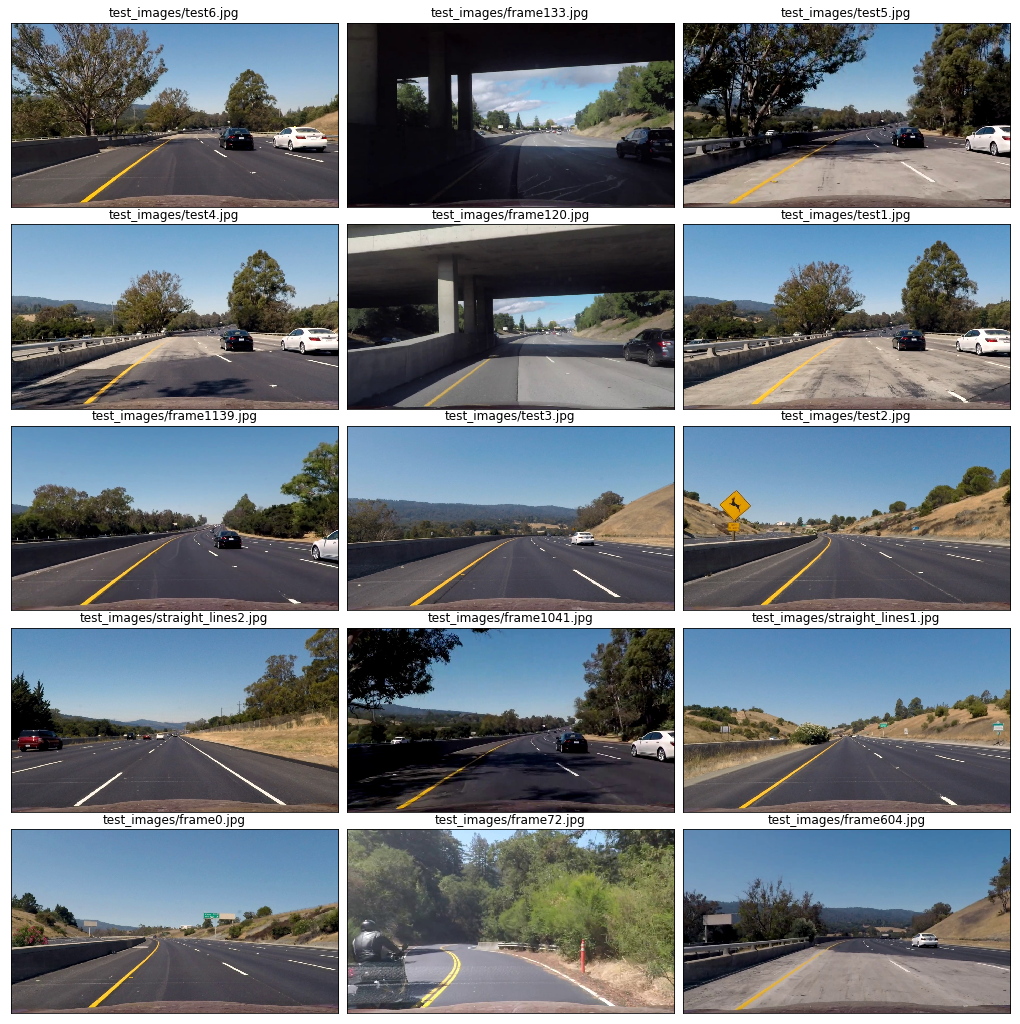 test_images/test6.jpg
test_images/frame133.jpg
test_images/test5.jpg
test_images/test4.jpg
test_images/frame120.jpg
test_images/test1.jpg
test_images/frame1139.jpg
test_images/test3.jpg
test_images/test2.jpg
test_images/straight_lines2.jpg
test_images/frame1041.jpg
test_images/straight_lines1.jpg
test_images/frame0.jpg
test_images/frame72.jpg
test_images/frame604.jpg